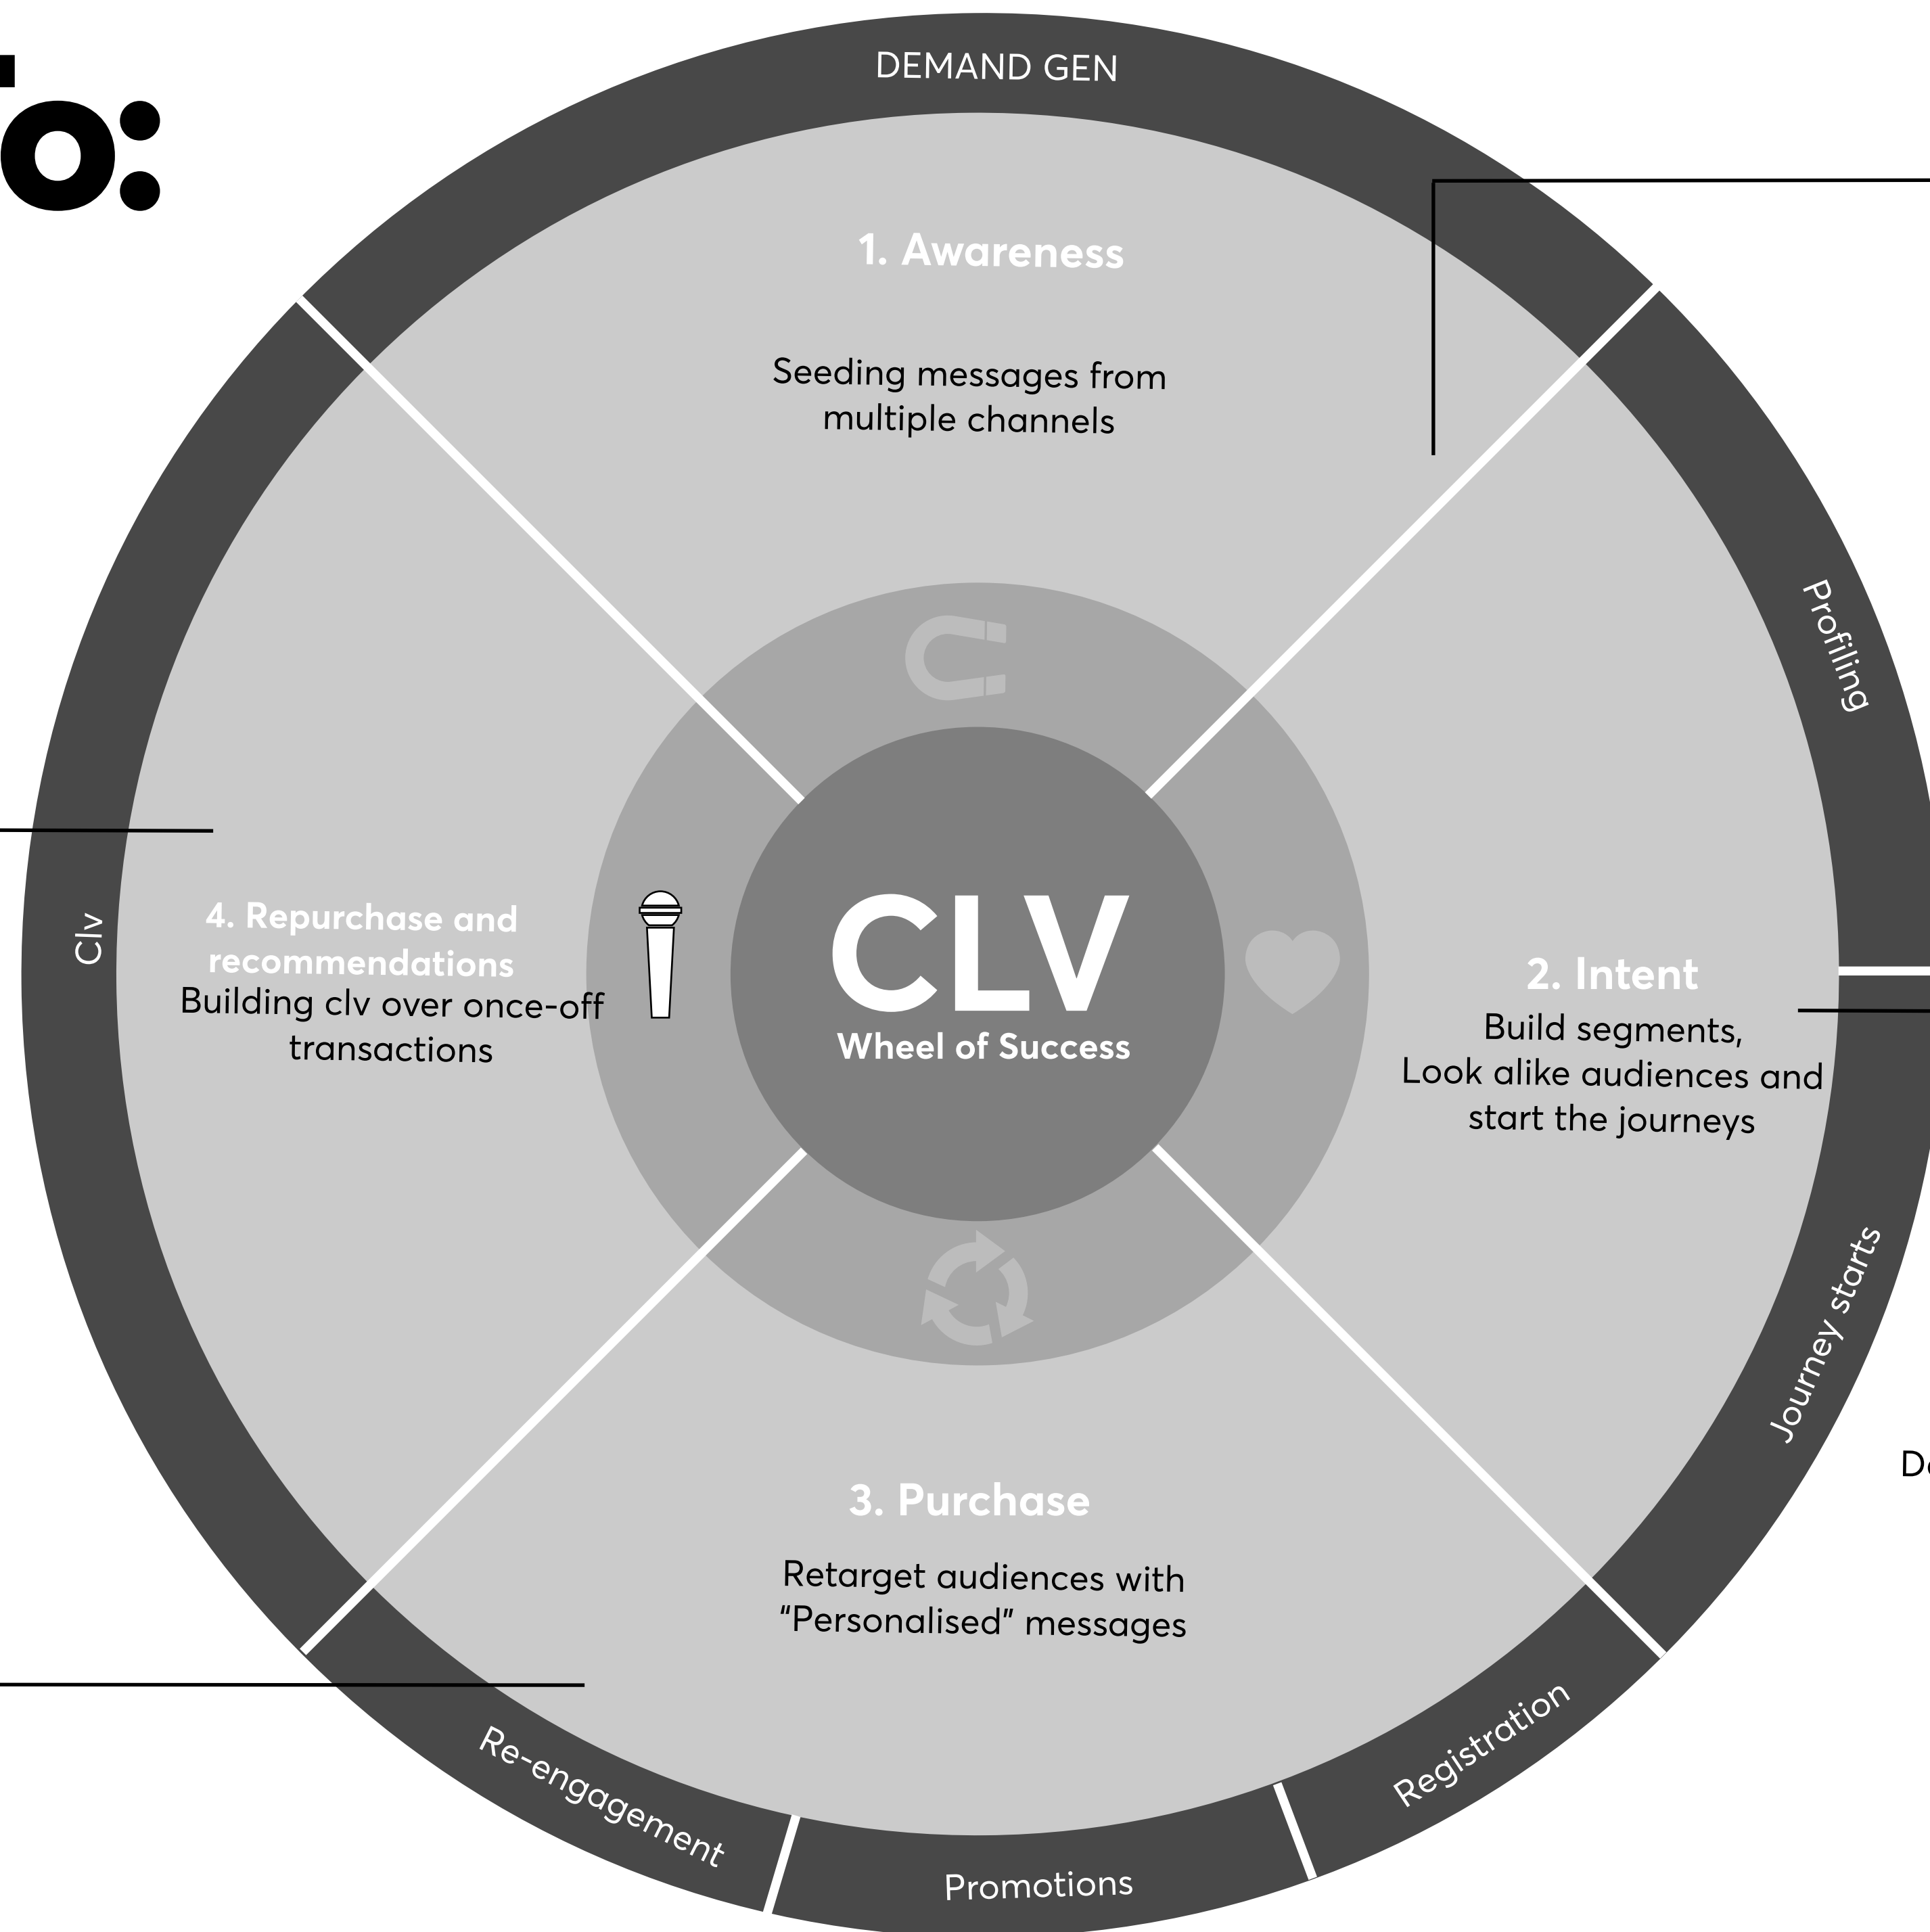 o:
DEMAND GEN
1. Awareness
Seeding messages from
multiple channels
Profiling
4. Repurchase and
recommendations
Building clv over once-off
transactions
Clv
CLV
Wheel of Success
2. Intent
Build segments,
Look alike audiences and
start the journeys
Journey starts
3. Purchase
Retarget audiences with
“Personalised” messages
Registration
Re-engagement
Promotions